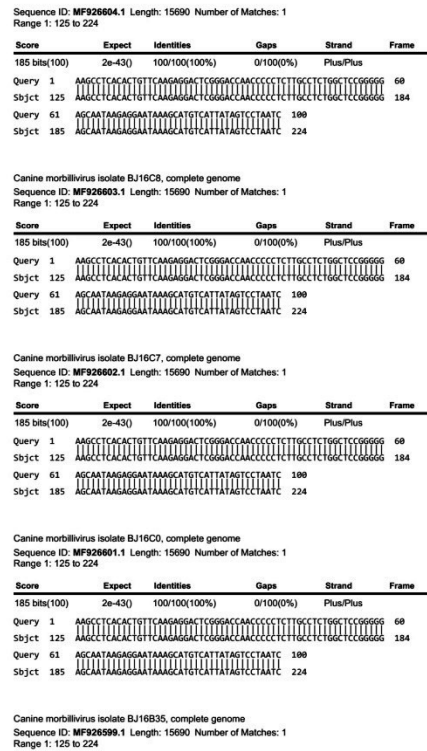 Sequence ID: MF926604.1 Length: 15690 Number of Matches: 1
Range 1: 125 to 224
Score Expect Identities Gaps Strand Frame
185 bits(100) 2e-43() 100/100(100%) 0/100(0%) Plus/Plus
Query 1 AAGCCTCACACTGTTCAAGAGGACTCGGGACCAACCCCCTCTTGCCTCTGGCTCCGGGGG 60
Sbjct 125 AAGCCTCACACTGTTCAAGAGGACTCGGGACCAACCCCCTCTTGCCTCTGGCTCCGGGGG 184
Query 61 AGCAATAAGAGGAATAAAGCATGTCATTATAGTCCTAATC 100
Sbjct 185 AGCAATAAGAGGAATAAAGCATGTCATTATAGTCCTAATC 224
Canine morbillivirus isolate BJ16C8, complete genome
Sequence ID: MF926603.1 Length: 15690 Number of Matches: 1
Range 1: 125 to 224
Score Expect Identities Gaps Strand Frame
185 bits(100) 2e-43() 100/100(100%) 0/100(0%) Plus/Plus
Query 1 AAGCCTCACACTGTTCAAGAGGACTCGGGACCAACCCCCTCTTGCCTCTGGCTCCGGGGG 60
Sbjct 125 AAGCCTCACACTGTTCAAGAGGACTCGGGACCAACCCCCTCTTGCCTCTGGCTCCGGGGG 184
Query 61 AGCAATAAGAGGAATAAAGCATGTCATTATAGTCCTAATC 100
Sbjct 185 AGCAATAAGAGGAATAAAGCATGTCATTATAGTCCTAATC 224
Canine morbillivirus isolate BJ16C7, complete genome
Sequence ID: MF926602.1 Length: 15690 Number of Matches: 1
Range 1: 125 to 224
Score Expect Identities Gaps Strand Frame
185 bits(100) 2e-43() 100/100(100%) 0/100(0%) Plus/Plus
Query 1 AAGCCTCACACTGTTCAAGAGGACTCGGGACCAACCCCCTCTTGCCTCTGGCTCCGGGGG 60
Sbjct 125 AAGCCTCACACTGTTCAAGAGGACTCGGGACCAACCCCCTCTTGCCTCTGGCTCCGGGGG 184
Query 61 AGCAATAAGAGGAATAAAGCATGTCATTATAGTCCTAATC 100
Sbjct 185 AGCAATAAGAGGAATAAAGCATGTCATTATAGTCCTAATC 224
Canine morbillivirus isolate BJ16C0, complete genome
Sequence ID: MF926601.1 Length: 15690 Number of Matches: 1
Range 1: 125 to 224
Score Expect Identities Gaps Strand Frame
185 bits(100) 2e-43() 100/100(100%) 0/100(0%) Plus/Plus
Query 1 AAGCCTCACACTGTTCAAGAGGACTCGGGACCAACCCCCTCTTGCCTCTGGCTCCGGGGG 60
Sbjct 125 AAGCCTCACACTGTTCAAGAGGACTCGGGACCAACCCCCTCTTGCCTCTGGCTCCGGGGG 184
Query 61 AGCAATAAGAGGAATAAAGCATGTCATTATAGTCCTAATC 100
Sbjct 185 AGCAATAAGAGGAATAAAGCATGTCATTATAGTCCTAATC 224
Canine morbillivirus isolate BJ16B35, complete genome
Sequence ID: MF926599.1 Length: 15690 Number of Matches: 1
Range 1: 125 to 224